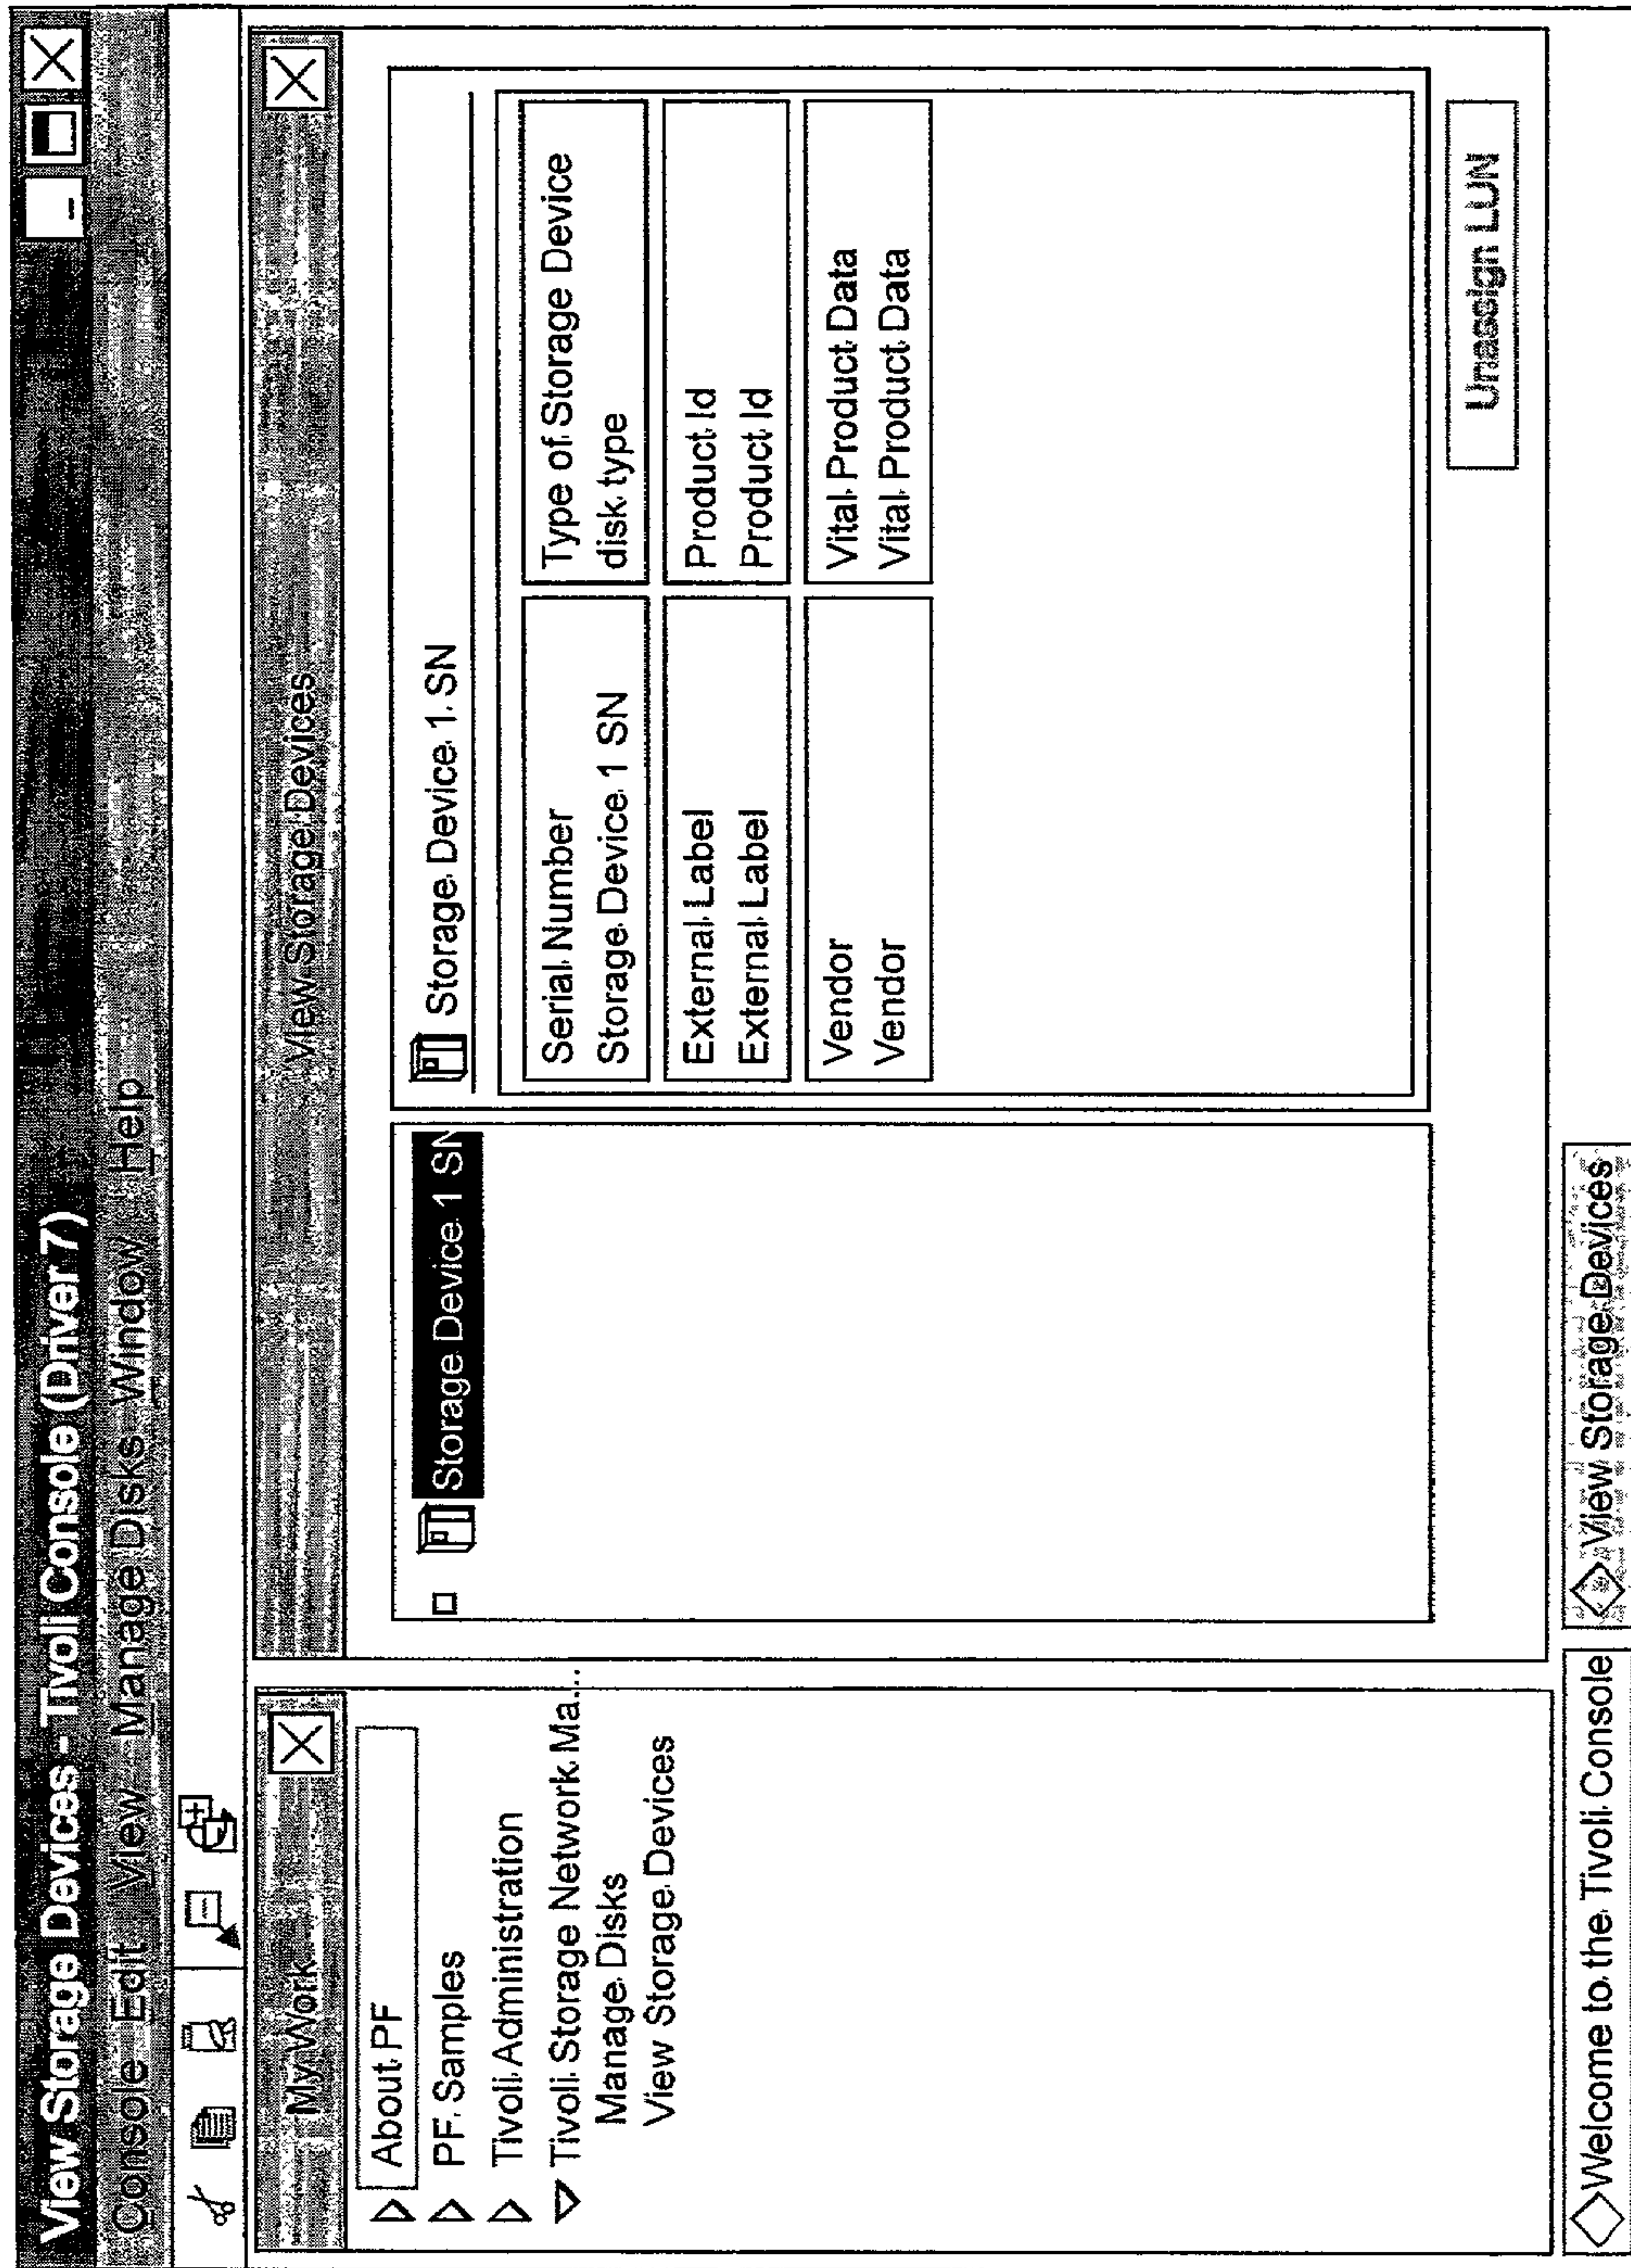 View Storage Devices - Tivoli Console (Driver 7)
Console Edit View Manage Disks Window Help
My Work
About PF
PF Samples
Tivoli Administration
Tivoli Storage Network Ma...
Manage Disks
View Storage Devices
View Storage Devices
Storage Device 1 SN
Storage Device 1 SN
Serial Number
Storage Device 1 SN
Type of Storage Device
disk type
External Label
External Label
Product Id
Product Id
Vendor
Vendor
Vital Product Data
Vital Product Data
Unassign LUN
Welcome to the Tivoli Console
View Storage Devices